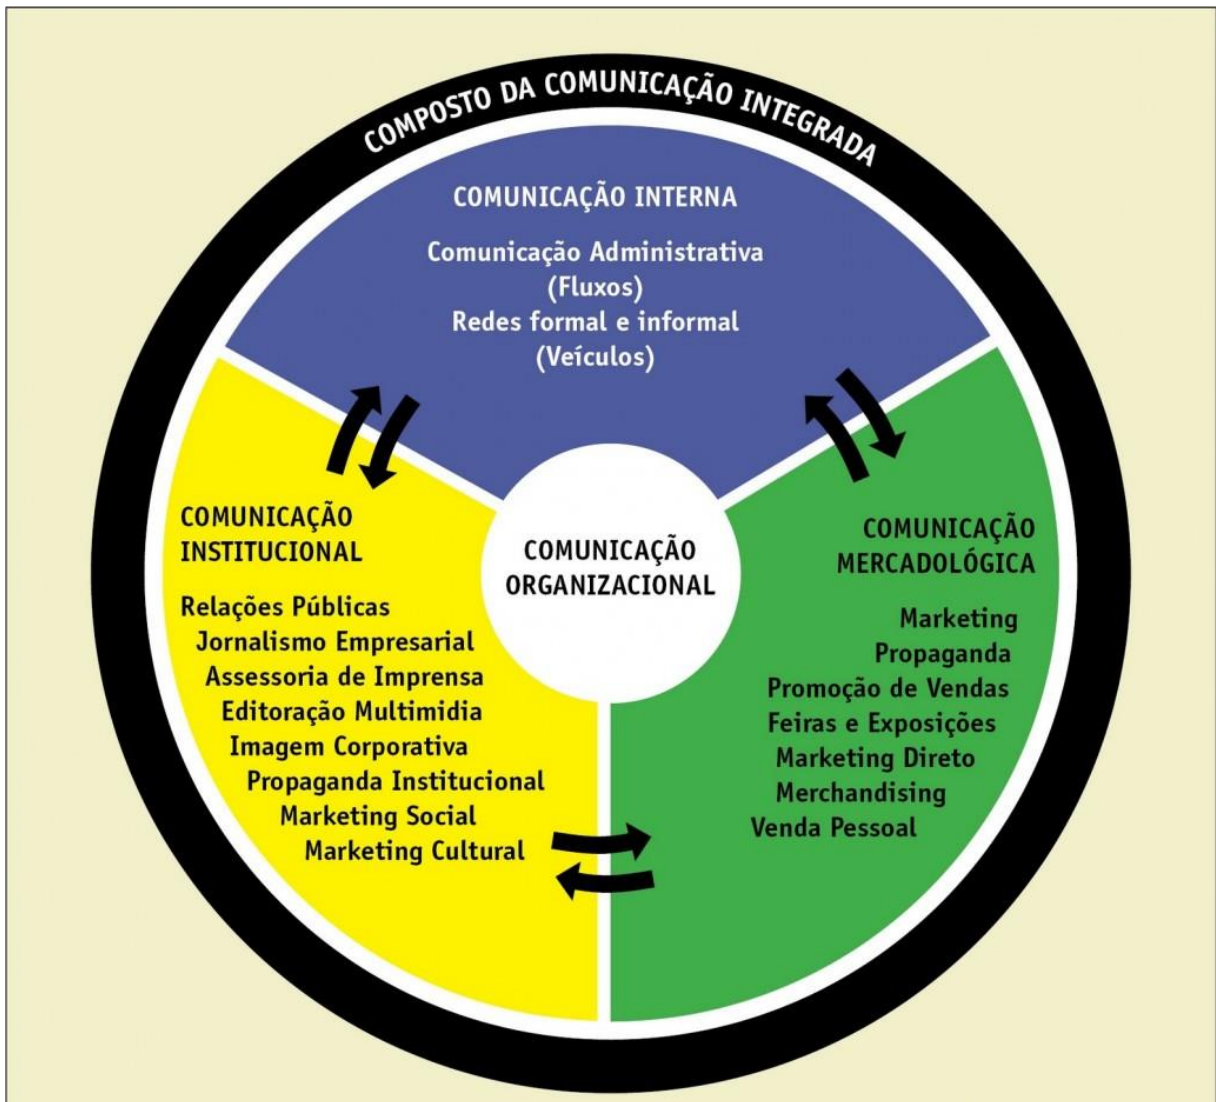 COMPOSTO DA COMUNICAÇÃO INTEGRADA
COMUNICAÇÃO INTERNA
Comunicação Administrativa
(Fluxos)
Redes formal e informal
(Veículos)
COMUNICAÇÃO
INSTITUCIONAL
Relações Públicas
Jornalismo Empresarial
Assessoria de Imprensa
Editoração Multimidia
Imagem Corporativa
Propaganda Institucional
Marketing Social
Marketing Cultural
COMUNICAÇÃO
ORGANIZACIONAL
COMUNICAÇÃO
MERCADOLÓGICA
Marketing
Propaganda
Promoção de Vendas
Feiras e Exposições
Marketing Direto
Merchandising
Venda Pessoal